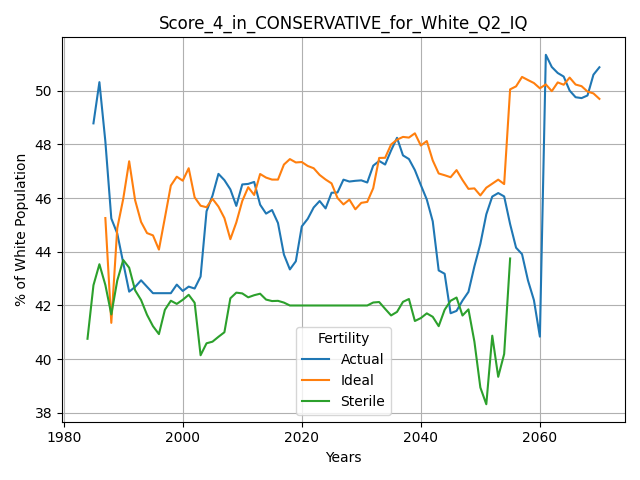 Score_4_in_CONSERVATIVE_for_White_Q2_IQ
% of White Population
50
48
46
44
42
40
38
Fertility
Actual
Ideal
Sterile
1980
2000
2020
2040
2060
Years